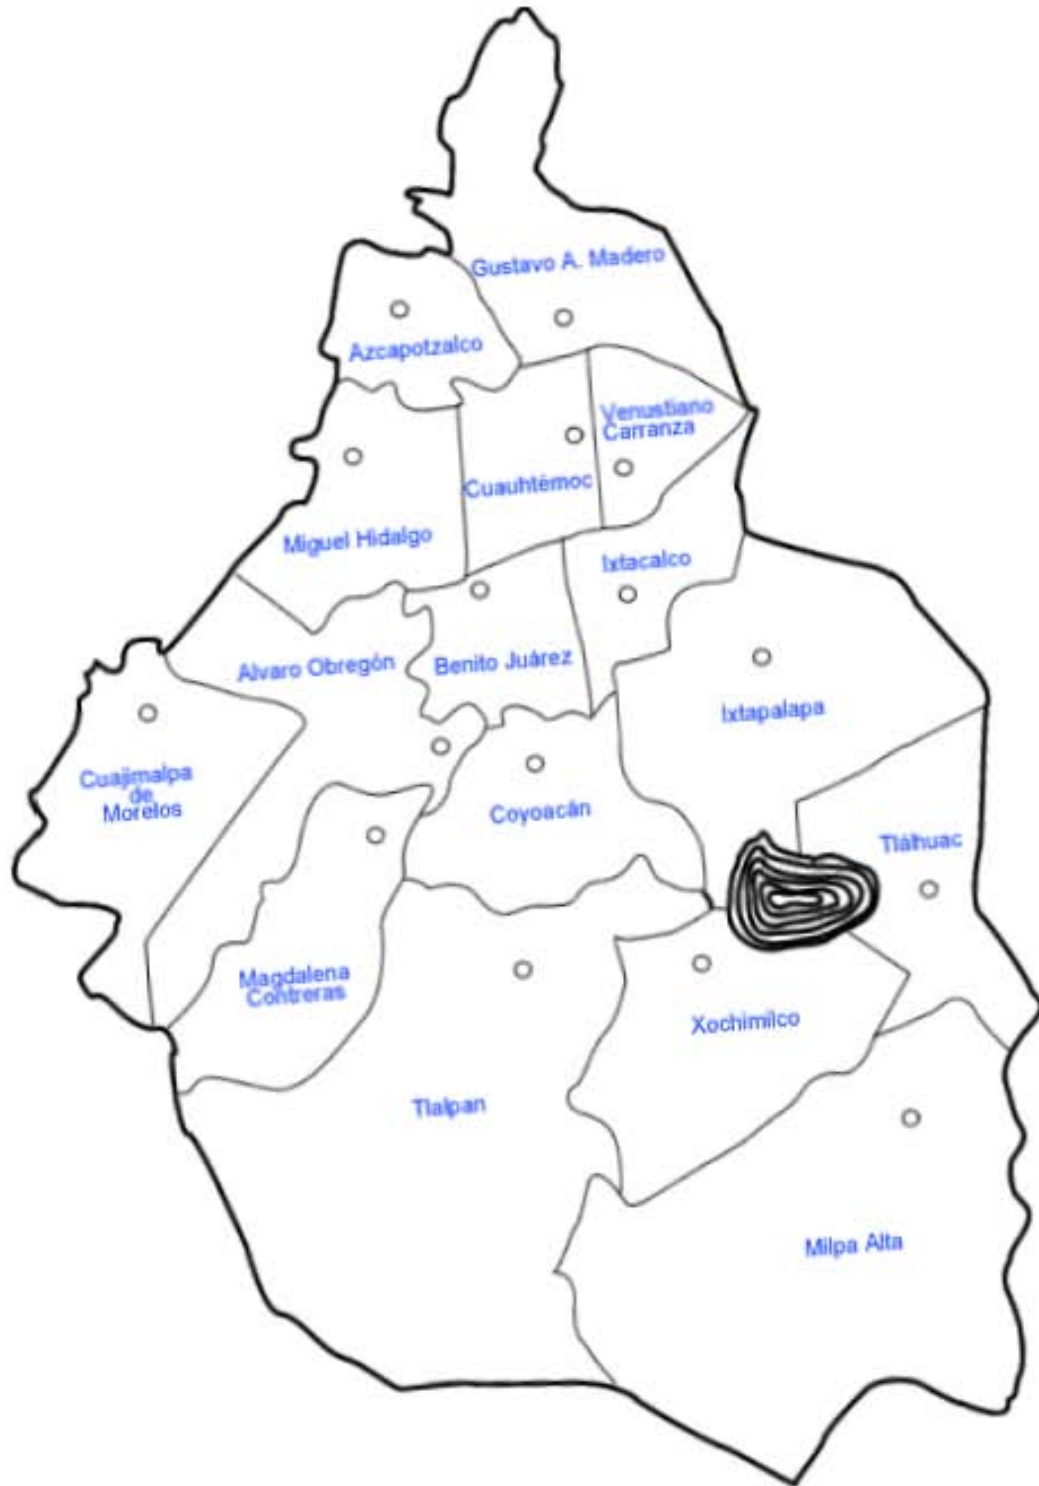 Gustavo A. Madero
Azcapotzalco
Venustiano
Carranza
Cuauhtémoc
Miguel Hidalgo
Ixtacalco
Alvaro Obregón
Benito Juárez
Ixtapalapa
Cuajimalpa
de
Morelos
Coyoacán
Tláhuac
Magdalena
Contreras
Xochimilco
Tlalpan
Milpa Alta